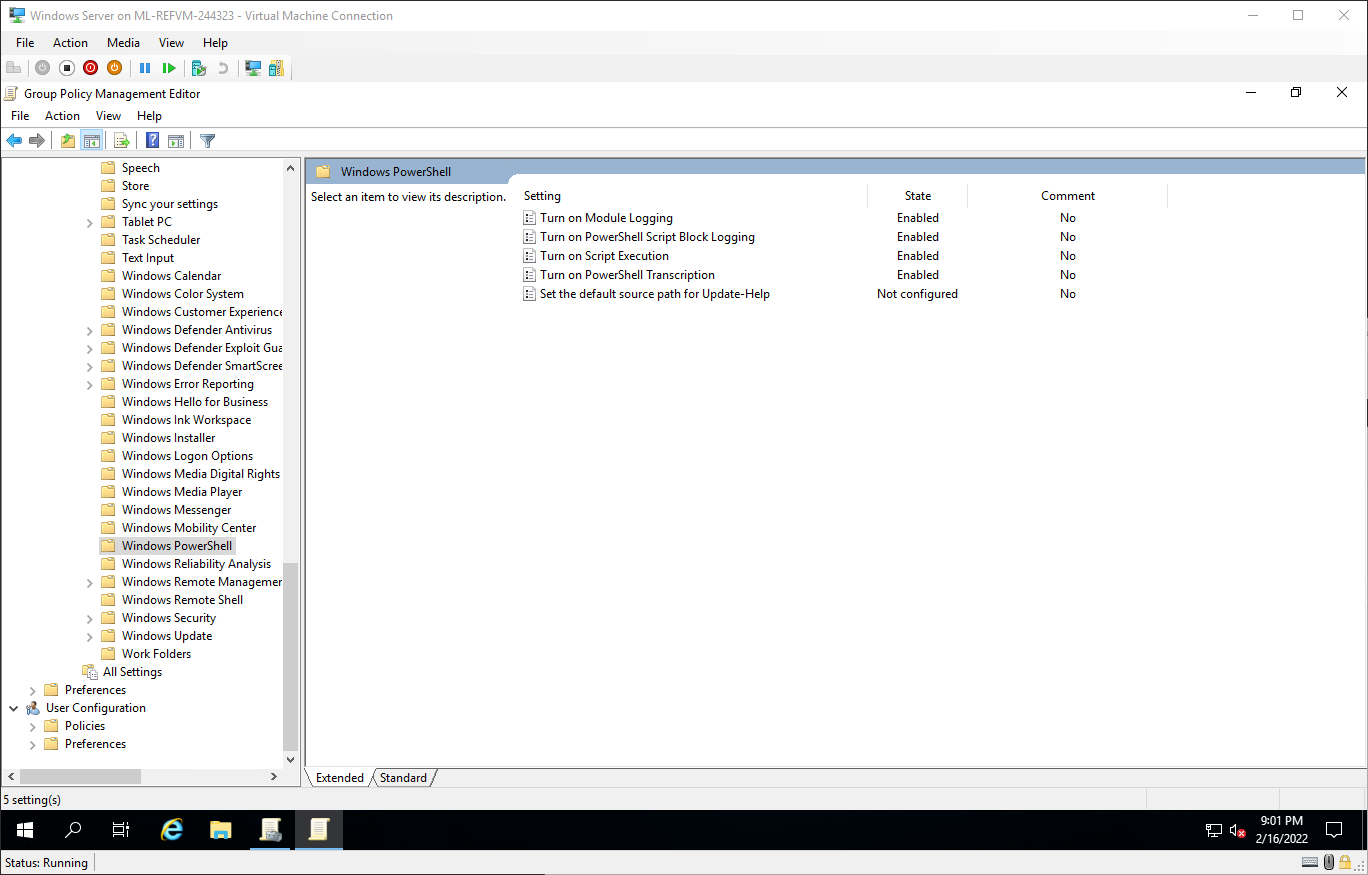 Windows Server on ML-REFVM-244323 - Virtual Machine Connection
File Action Media View Help
Group Policy Management Editor
File Action View Help
Speech
Store
Sync your settings
Tablet PC
Task Scheduler
Text Input
Windows Calendar
Windows Color System
Windows Customer Experience
Windows Defender Antivirus
Windows Defender Exploit Gua
Windows Defender SmartScree
Windows Error Reporting
Windows Hello for Business
Windows Ink Workspace
Windows Installer
Windows Logon Options
Windows Media Digital Rights
Windows Media Player
Windows Messenger
Windows Mobility Center
Windows PowerShell
Windows Reliability Analysis
Windows Remote Managemen
Windows Remote Shell
Windows Security
Windows Update
Work Folders
All Settings
Preferences
User Configuration
Policies
Preferences
Windows PowerShell
Select an item to view its description.
Setting State Comment
Turn on Module Logging Enabled No
Turn on PowerShell Script Block Logging Enabled No
Turn on Script Execution Enabled No
Turn on PowerShell Transcription Enabled No
Set the default source path for Update-Help Not configured No
Extended Standard
5 setting(s)
9:01 PM
2/16/2022
Status: Running